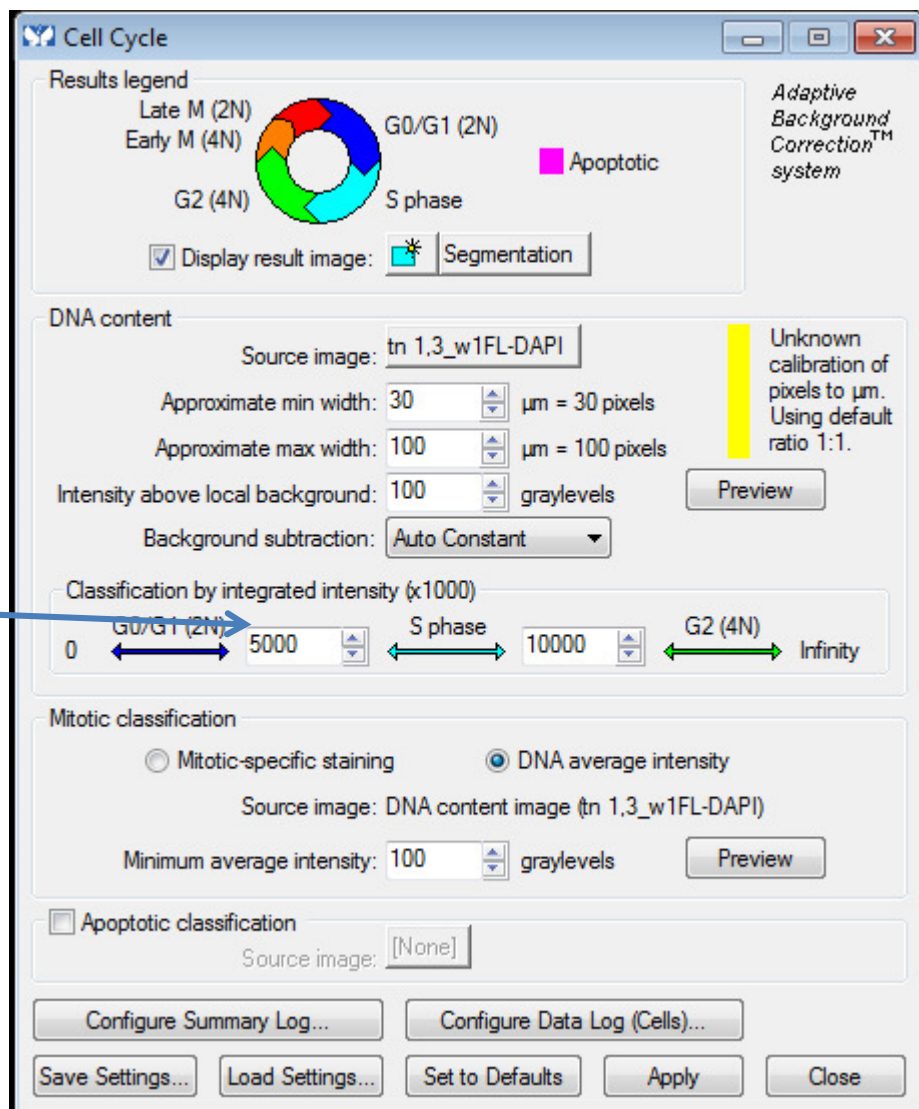 Cell Cycle
Results legend
Late M (2N)
Early M (4N)
G0/G1 (2N)
Apoptotic
G2 (4N)
S phase
Adaptive
Background
Correction™
system
Display result image:
Segmentation
DNA content
Source image: tn 1,3_w1FL-DAPI
Approximate min width: 30 µm = 30 pixels
Approximate max width: 100 µm = 100 pixels
Intensity above local background: 100 graylevels
Preview
Background subtraction: Auto Constant
Unknown
calibration of
pixels to µm.
Using default
ratio 1:1.
Classification by integrated intensity (x1000)
0 G0/G1 (2N) 5000 S phase 10000 G2 (4N) Infinity
Mitotic classification
Mitotic-specific staining DNA average intensity
Source image: DNA content image (tn 1,3_w1FL-DAPI)
Minimum average intensity: 100 graylevels Preview
Apoptotic classification
Source image: [None]
Configure Summary Log... Configure Data Log (Cells)...
Save Settings... Load Settings... Set to Defaults Apply Close